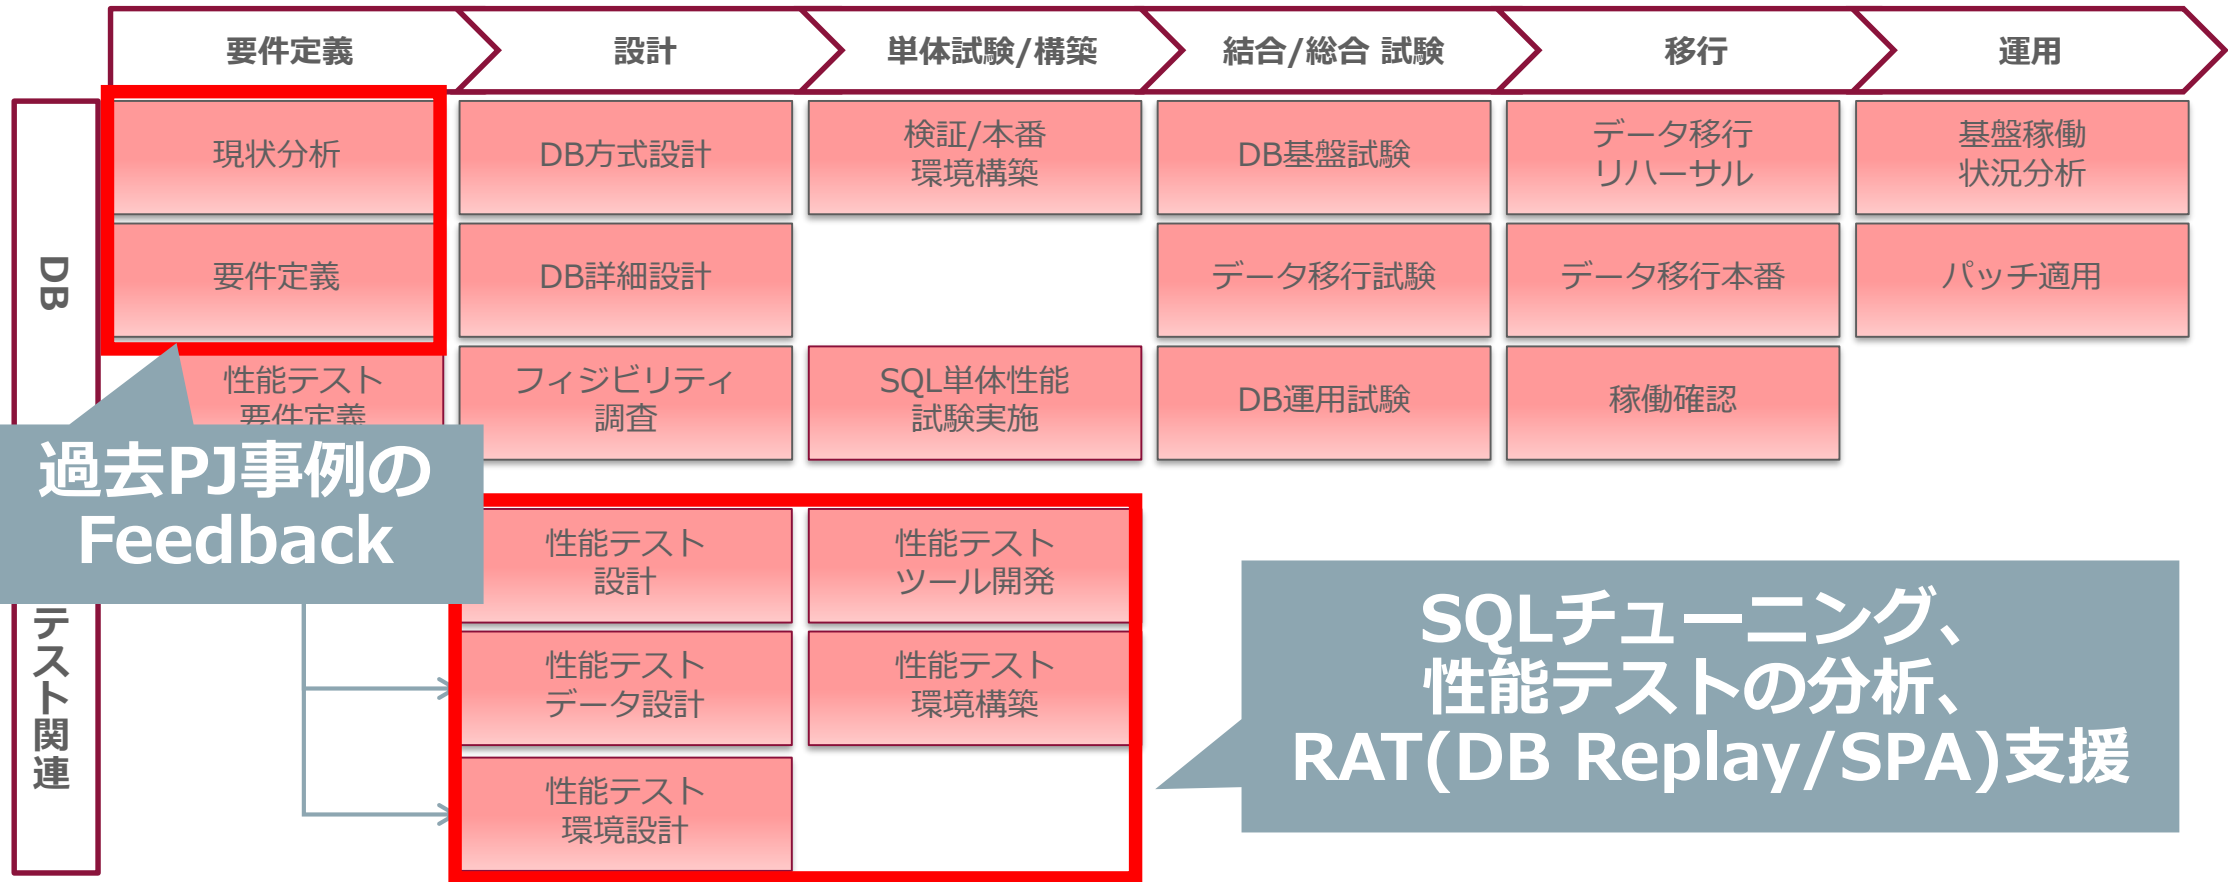 要件定義
設計
単体試験/構築
結合/総合 試験
移行
運用
DB
現状分析
DB方式設計
検証/本番
環境構築
DB基盤試験
データ移行
リハーサル
基盤稼働
状況分析
要件定義
DB詳細設計
データ移行試験
データ移行本番
パッチ適用
性能テスト
要件定義
フィジビリティ
調査
SQL単体性能
試験実施
DB運用試験
稼働確認
過去PJ事例の
Feedback
テスト関連
性能テスト
設計
性能テスト
ツール開発
性能テスト
データ設計
性能テスト
環境構築
性能テスト
環境設計
SQLチューニング、
性能テストの分析、
RAT(DB Replay/SPA)支援